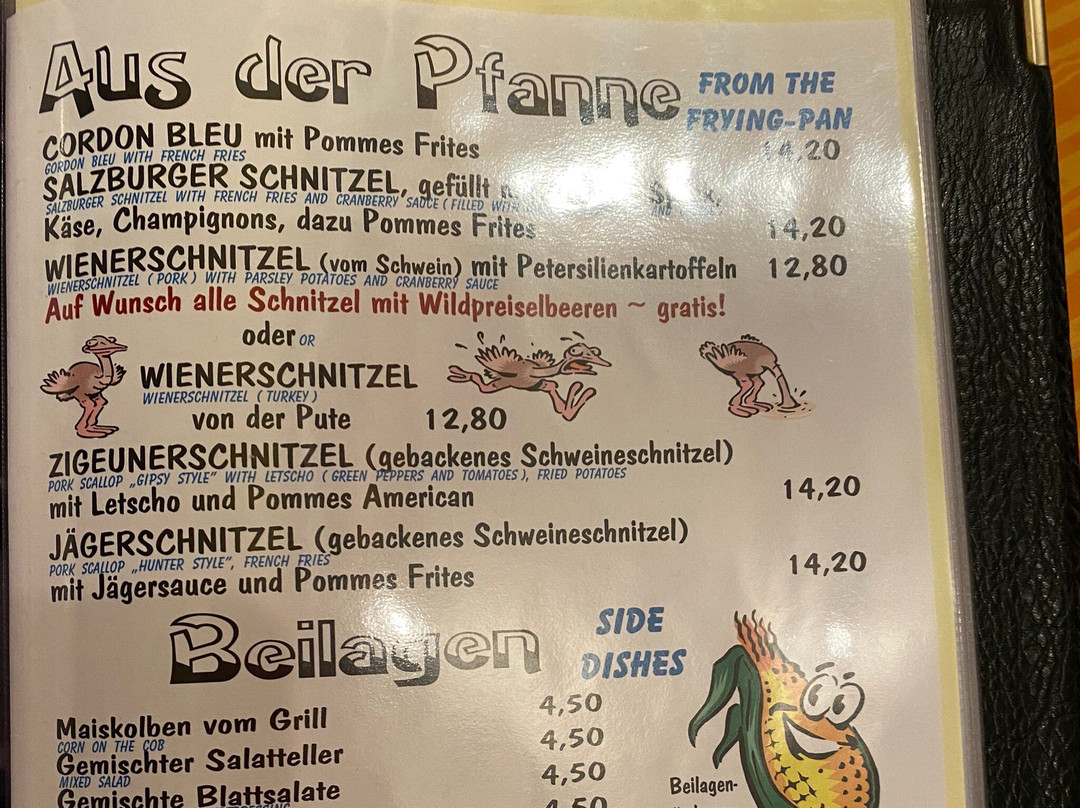 Aus der Pfanne FROM THE
FRYING-PAN
CORDON BLEU mit Pommes Frites 14,20
GORDON BLEU WITH FRENCH FRIES
SALZBURGER SCHNITZEL, gefüllt
SALZBURGER SCHNITZEL WITH FRENCH FRIES AND CRANBERRY SAUCE ( FILLED WITH
Käse, Champignons, dazu Pommes Frites 14,20
WIENERSCHNITZEL (vom Schwein) mit Petersilienkartoffeln 12,80
WIENERSCHNITZEL ( PORK ) WITH PARSLEY POTATOES AND CRANBERRY SAUCE
Auf Wunsch alle Schnitzel mit Wildpreiselbeeren ~ gratis!
oder OR
WIENERSCHNITZEL
WIENERSCHNITZEL ( TURKEY )
von der Pute 12,80
ZIGEUNERSCHNITZEL (gebackenes Schweineschnitzel)
PORK SCALLOP „GIPSY STYLE" WITH LETSCHO ( GREEN PEPPERS AND TOMATOES ), FRIED POTATOES
mit Letscho und Pommes American 14,20
JÄGERSCHNITZEL (gebackenes Schweineschnitzel)
PORK SCALLOP „HUNTER STYLE", FRENCH FRIES
mit Jägersauce und Pommes Frites 14,20
Beilagen SIDE
DISHES
Maiskolben vom Grill 4,50
CORN ON THE COB
Gemischter Salatteller 4,50
MIXED SALAD
Gemischte Blattsalate 4,50
4,50
Beilagen-